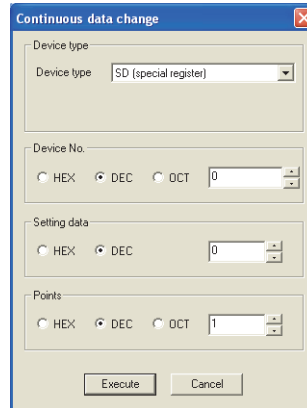 Continuous data change
Device type
Device type SD (special register)
Device No.
HEX DEC OCT 0
Setting data
HEX DEC 0
Points
HEX DEC OCT 1
Execute Cancel